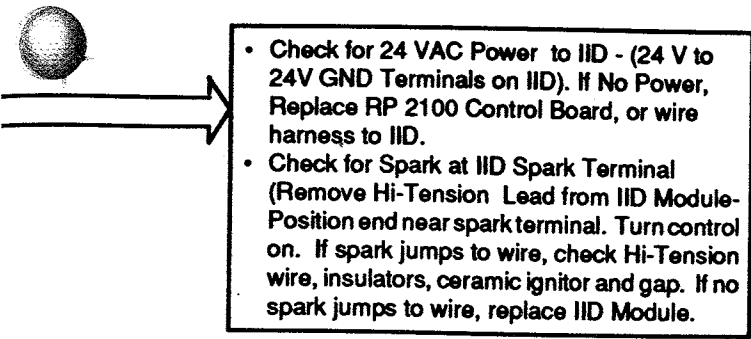 • Check for 24 VAC Power to IID - (24 V to
24V GND Terminals on IID). If No Power,
Replace RP 2100 Control Board, or wire
harness to IID.
• Check for Spark at IID Spark Terminal
(Remove Hi-Tension Lead from IID Module-
Position end near spark terminal. Turn control
on. If spark jumps to wire, check Hi-Tension
wire, insulators, ceramic ignitor and gap. If no
spark jumps to wire, replace IID Module.